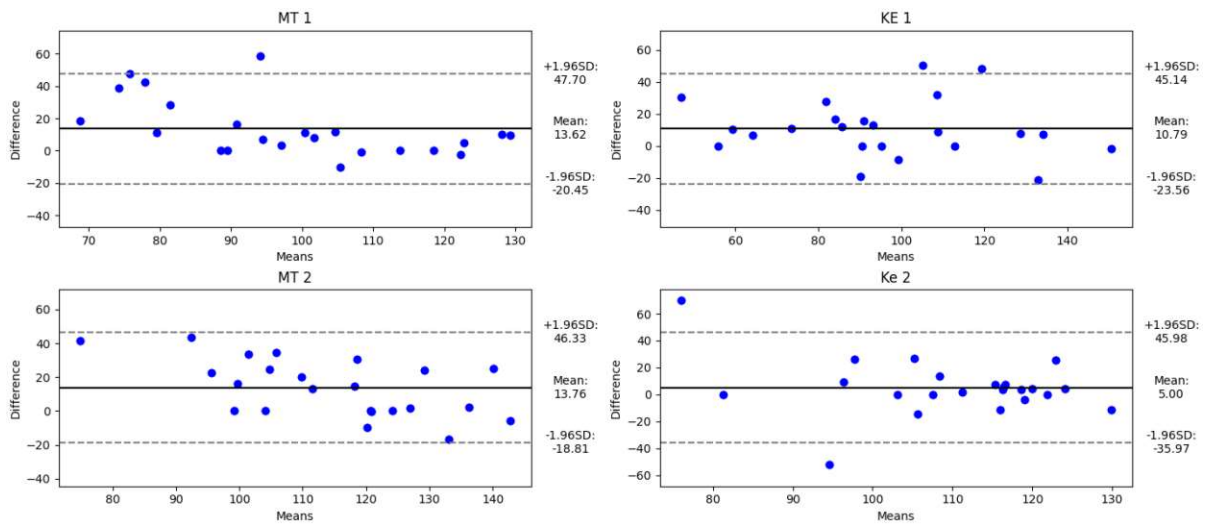 MT 1
60
40
20
0
−20
−40
Difference
70
80
90
100
110
120
130
Means
+1.96SD:
47.70
Mean:
13.62
-1.96SD:
-20.45
KE 1
60
40
20
0
−20
−40
Difference
60
80
100
120
140
Means
+1.96SD:
45.14
Mean:
10.79
-1.96SD:
-23.56
MT 2
60
40
20
0
−20
−40
Difference
80
90
100
110
120
130
140
Means
+1.96SD:
46.33
Mean:
13.76
-1.96SD:
-18.81
Ke 2
60
40
20
0
−20
−40
−60
Difference
80
90
100
110
120
130
Means
+1.96SD:
45.98
Mean:
5.00
-1.96SD:
-35.97